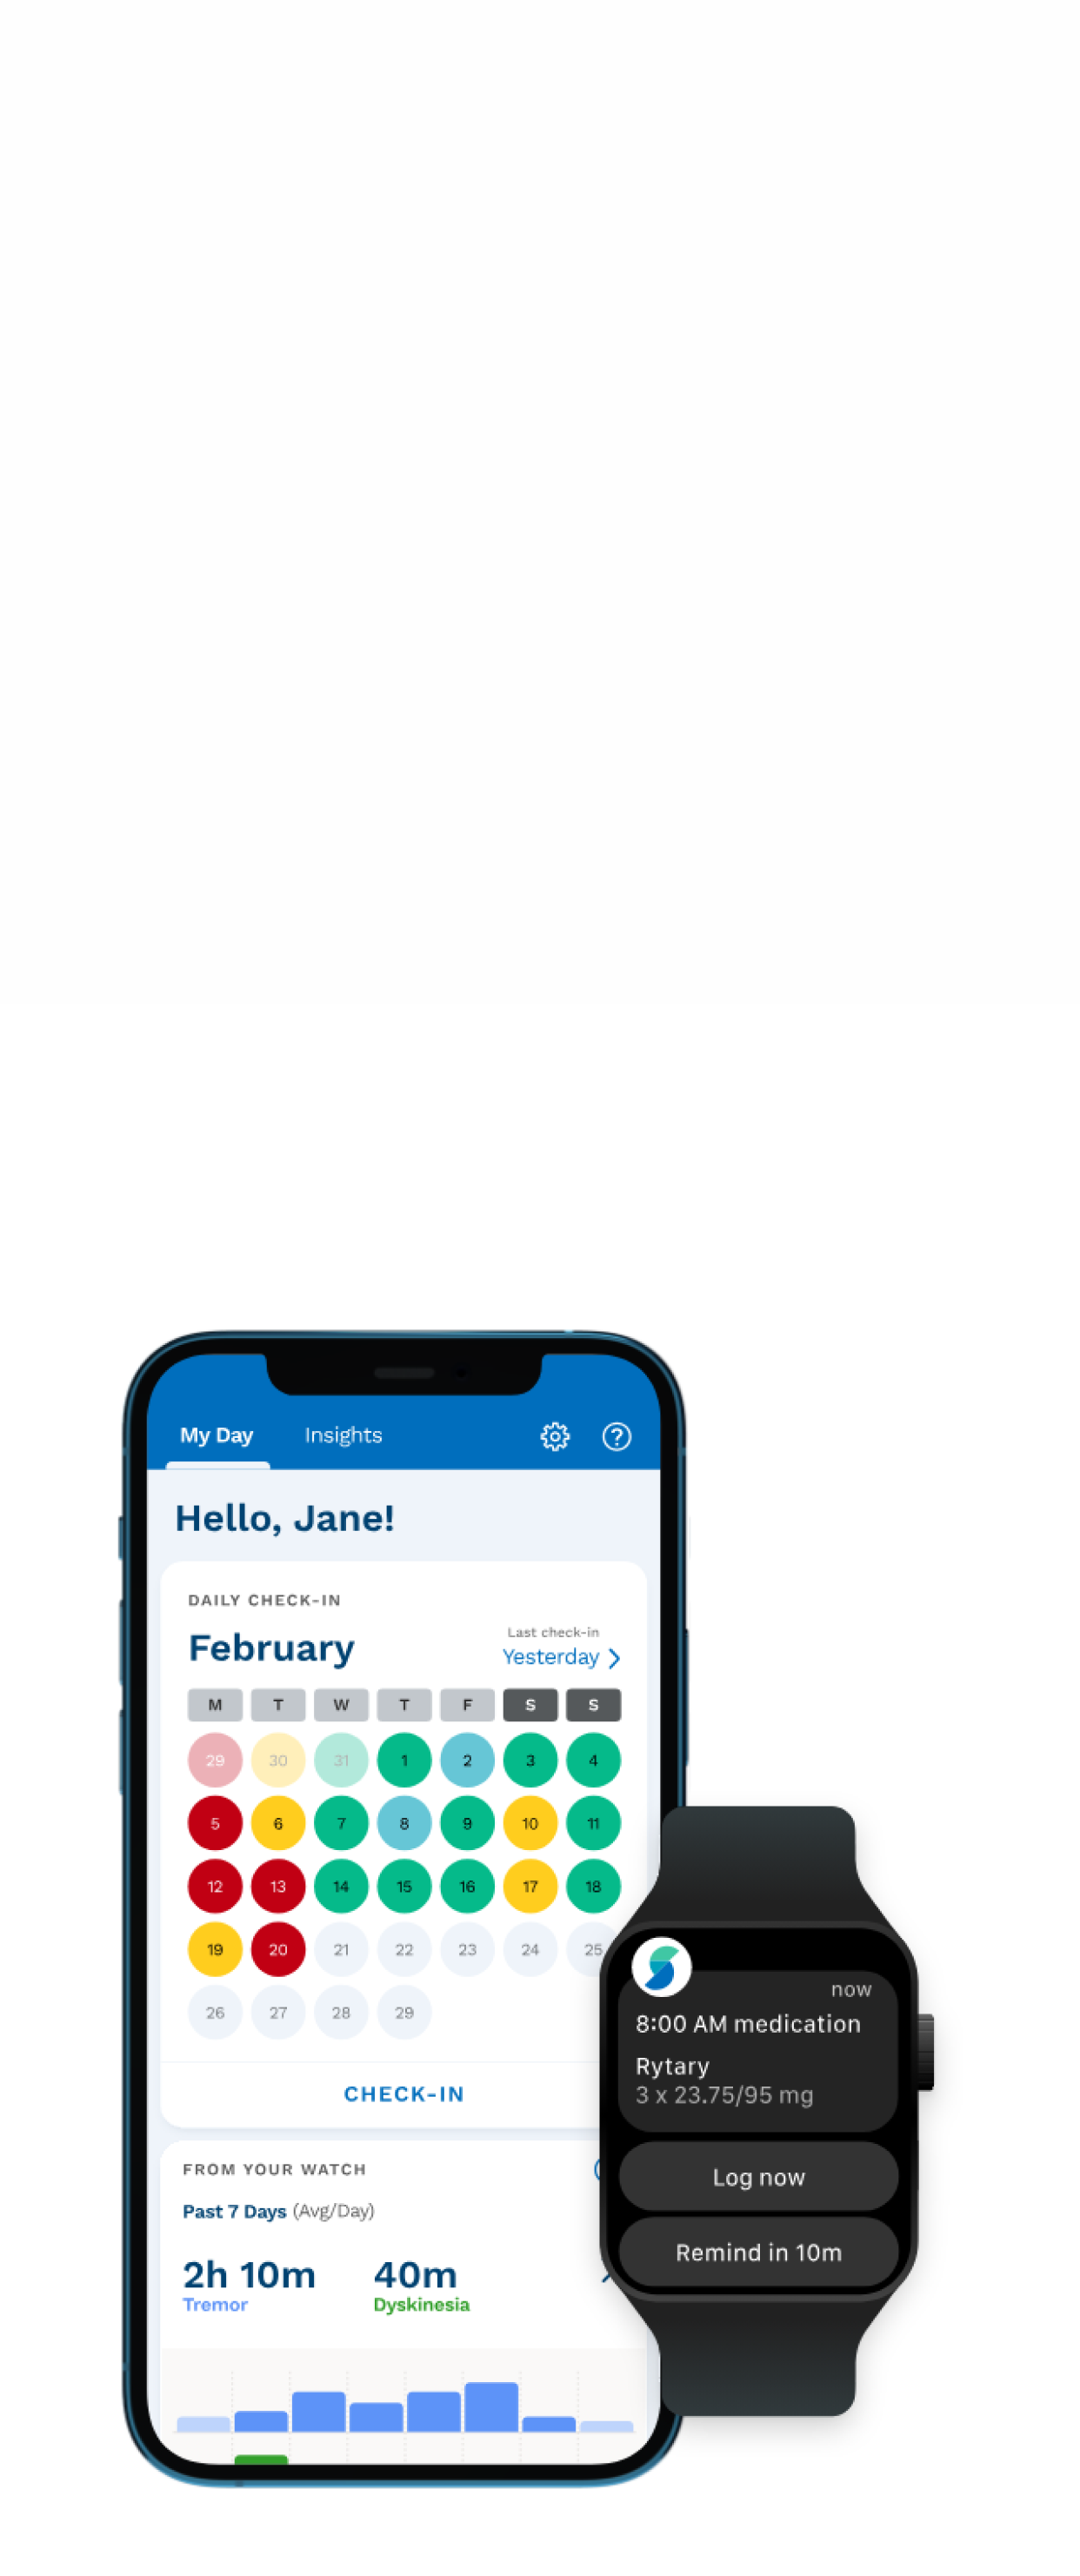 My Day Insights
Hello, Jane!
DAILY CHECK-IN
February
Last check-in
Yesterday
M T W T F S S
29 30 31 1 2 3 4
5 6 7 8 9 10 11
12 13 14 15 16 17 18
19 20 21 22 23 24 25
26 27 28 29
CHECK-IN
FROM YOUR WATCH
Past 7 Days (Avg/Day)
2h 10m 40m
Tremor Dyskinesia
now
8:00 AM medication
Rytary
3 x 23.75/95 mg
Log now
Remind in 10m